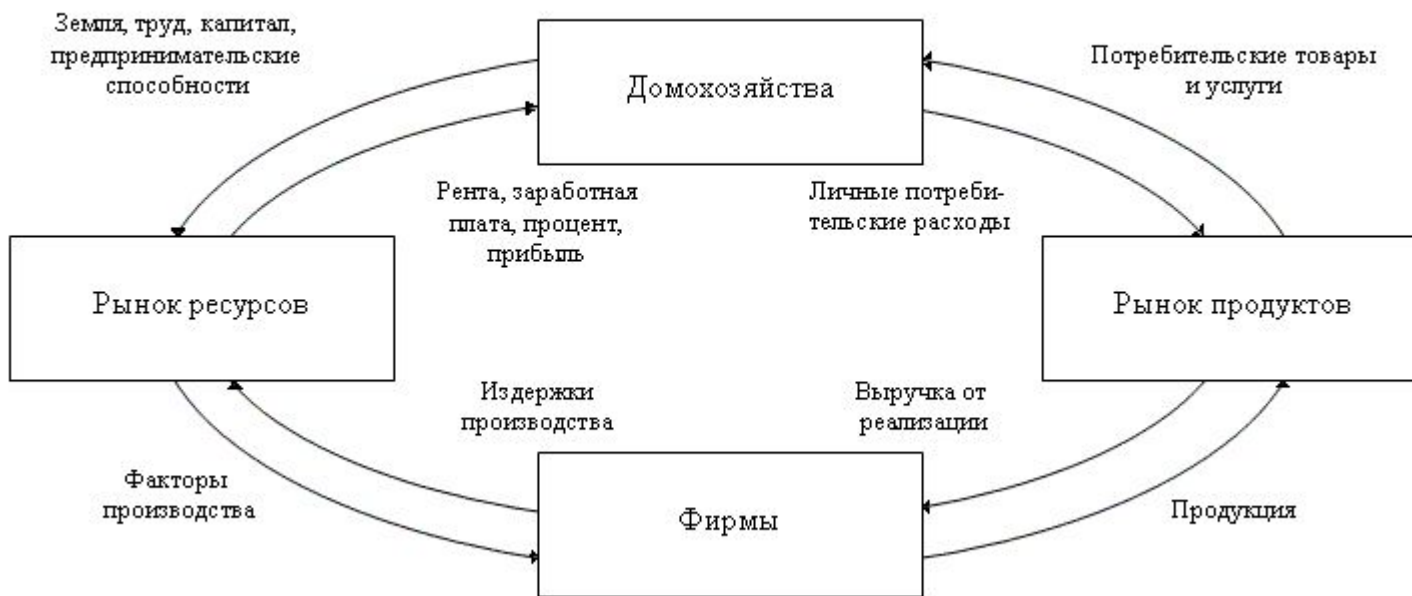 Земля, труд, капитал,
предпринимательские
способности
Домохозяйства
Потребительские товары
и услуги
Рента, заработная
плата, процент,
прибыль
Личные потреби-
тельские расходы
Рынок ресурсов
Рынок продуктов
Издержки
производства
Выручка от
реализации
Факторы
производства
Фирмы
Продукция